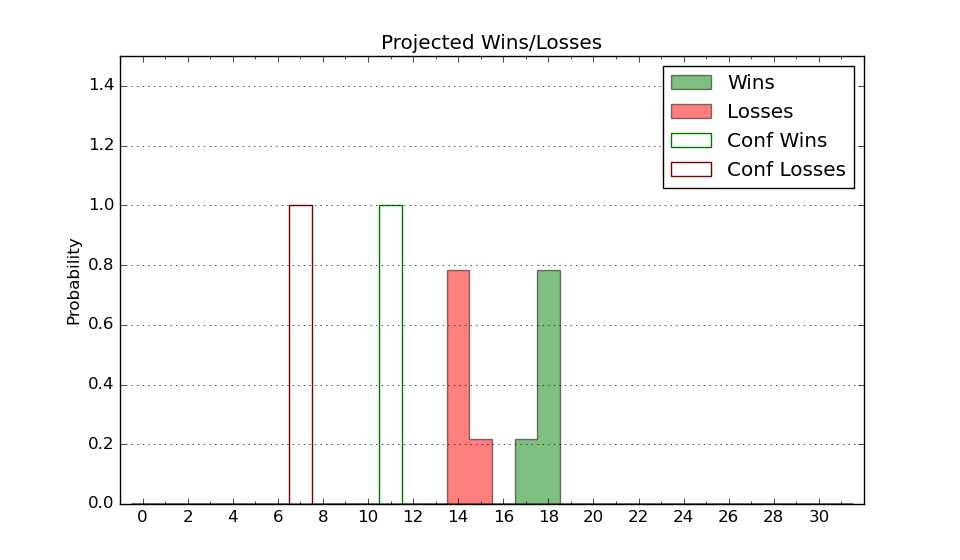 Projected Wins/Losses
Wins
Losses
Conf Wins
Conf Losses
Probability
1.4
1.2
1.0
0.8
0.6
0.4
0.2
0.0
0 2 4 6 8 10 12 14 16 18 20 22 24 26 28 30